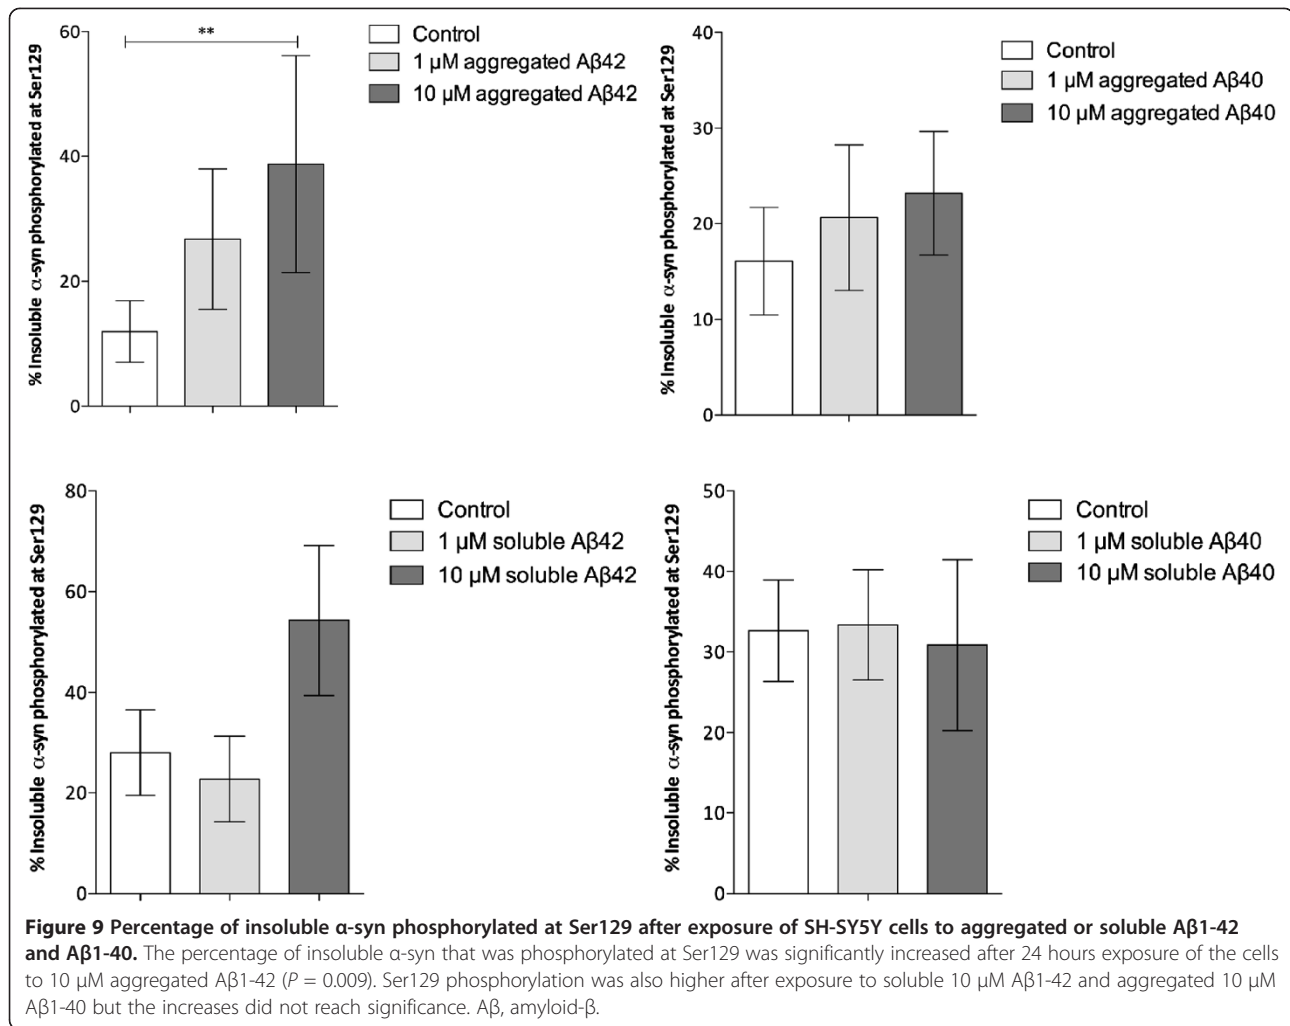 60
40
20
0
% Insoluble α-syn phosphorylated at Ser129
**
Control
1 µM aggregated Aβ42
10 µM aggregated Aβ42
40
30
20
10
0
% Insoluble α-syn phosphorylated at Ser129
Control
1 µM aggregated Aβ40
10 µM aggregated Aβ40
80
60
40
20
0
% Insoluble α-syn phosphorylated at Ser129
Control
1 µM soluble Aβ42
10 µM soluble Aβ42
50
40
30
20
10
0
% Insoluble α-syn phosphorylated at Ser129
Control
1 µM soluble Aβ40
10 µM soluble Aβ40
Figure 9 Percentage of insoluble α-syn phosphorylated at Ser129 after exposure of SH-SY5Y cells to aggregated or soluble Aβ1-42
and Aβ1-40. The percentage of insoluble α-syn that was phosphorylated at Ser129 was significantly increased after 24 hours exposure of the cells
to 10 µM aggregated Aβ1-42 (P = 0.009). Ser129 phosphorylation was also higher after exposure to soluble 10 µM Aβ1-42 and aggregated 10 µM
Aβ1-40 but the increases did not reach significance. Aβ, amyloid-β.